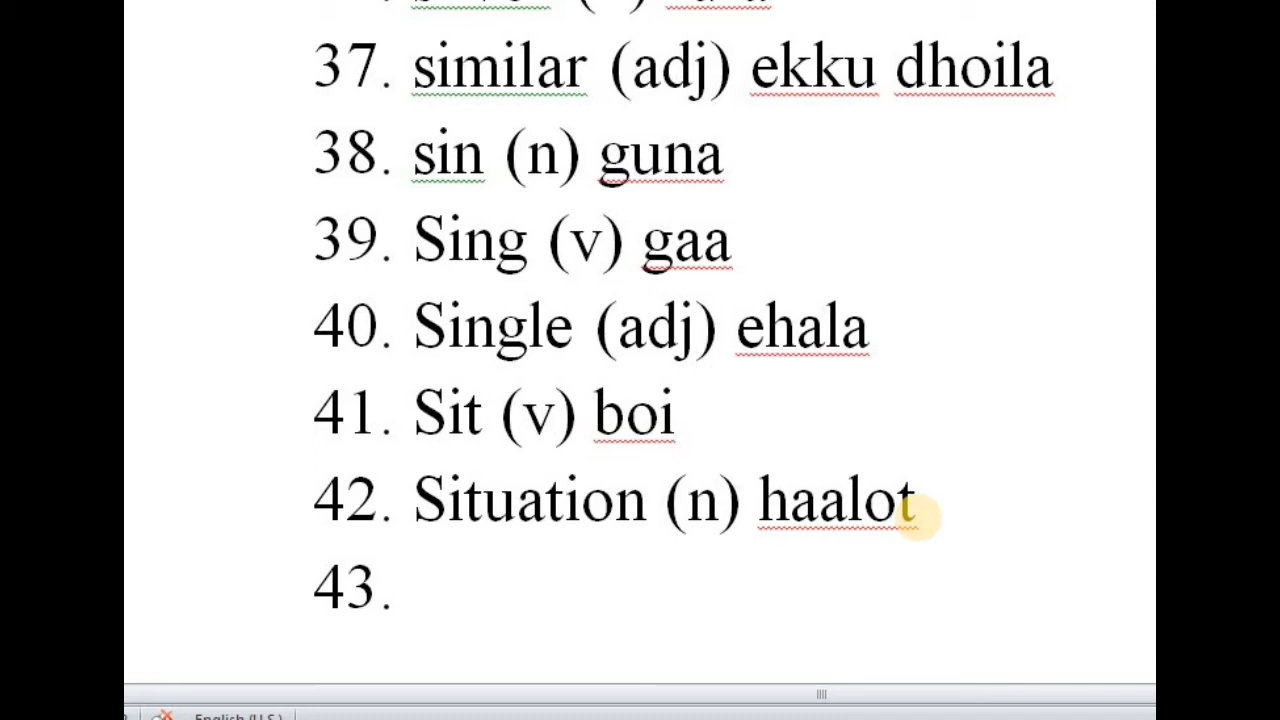 37. similar (adj) ekku dhoila
38. sin (n) guna
39. Sing (v) gaa
40. Single (adj) ehala
41. Sit (v) boi
42. Situation (n) haalot
43.
English (U.S.)